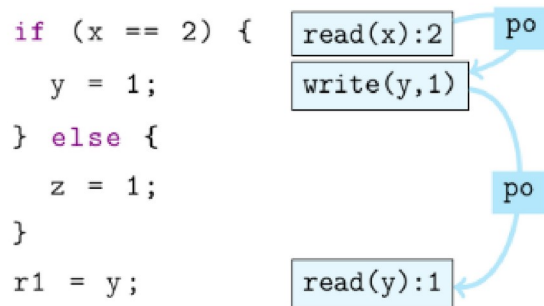 if (x == 2) { read(x):2 po
y = 1; write(y,1)
} else {
z = 1; po
}
r1 = y; read(y):1